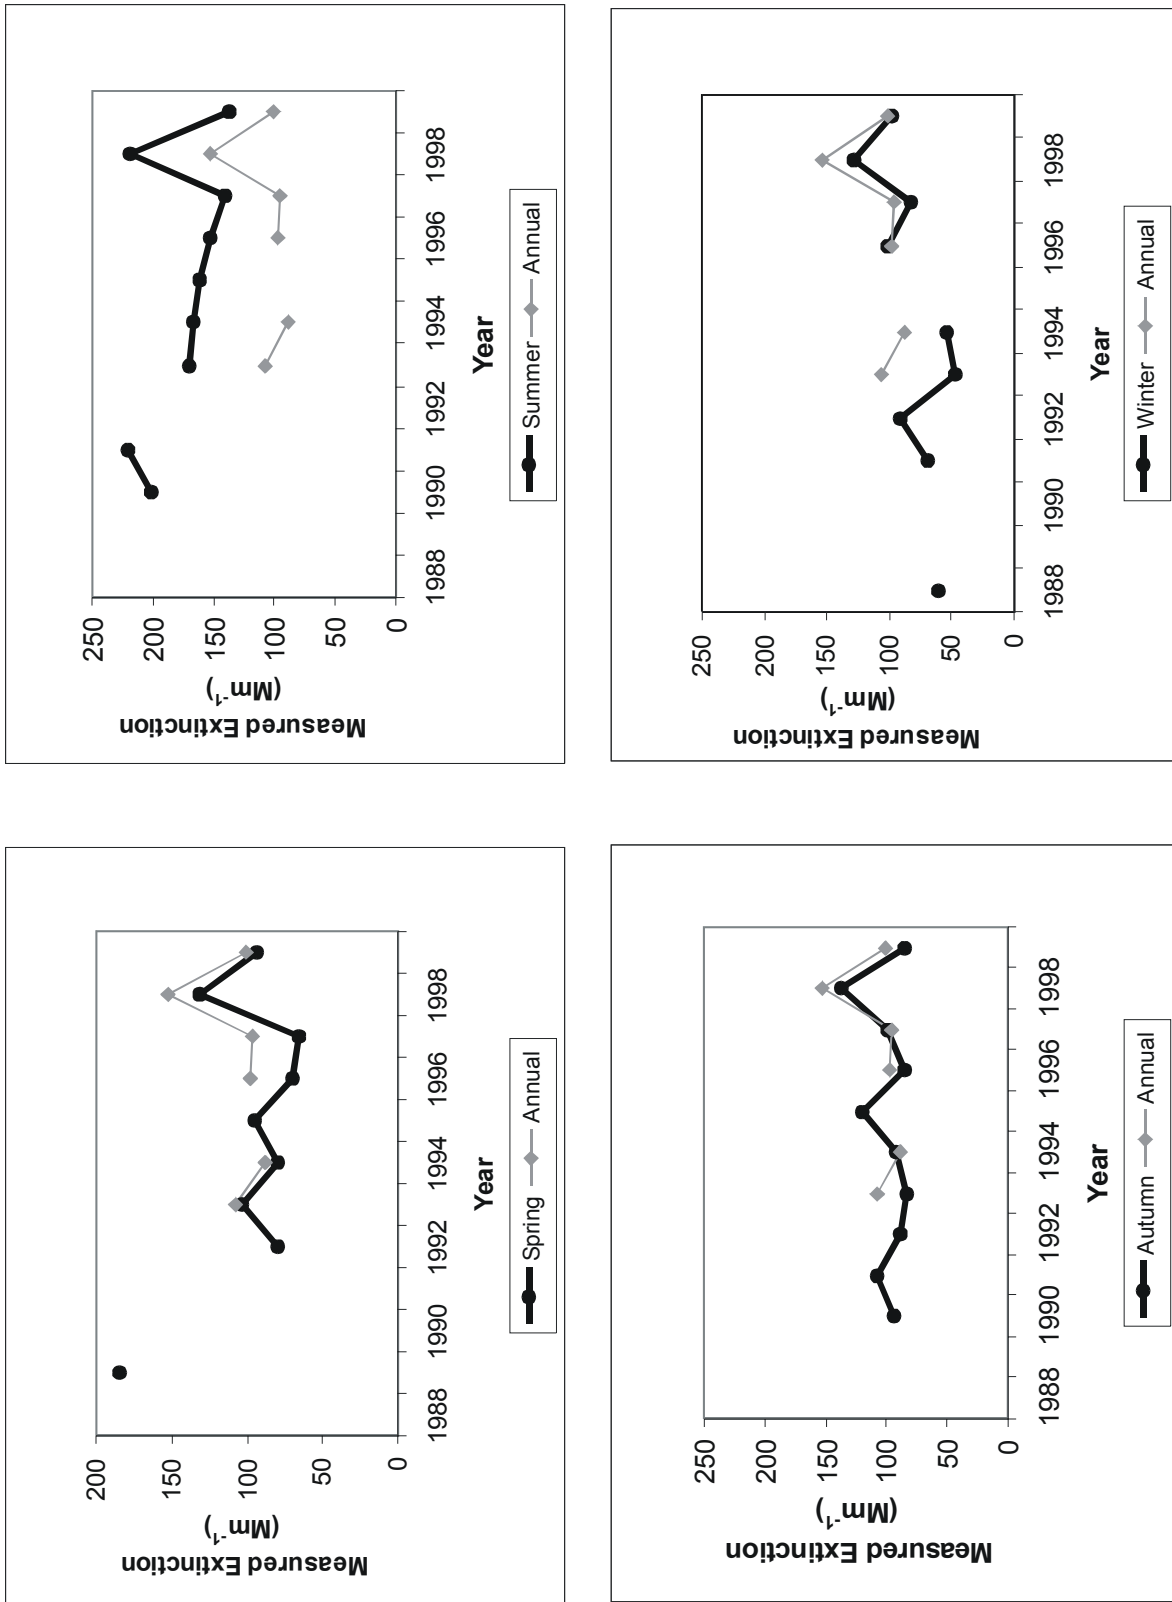 Measured Extinction
(Mm⁻¹)
200
150
100
50
0
1988 1990 1992 1994 1996 1998
Year
Spring Annual
Measured Extinction
(Mm⁻¹)
250
200
150
100
50
0
1988 1990 1992 1994 1996 1998
Year
Summer Annual
Measured Extinction
(Mm⁻¹)
250
200
150
100
50
0
1988 1990 1992 1994 1996 1998
Year
Autumn Annual
Measured Extinction
(Mm⁻¹)
250
200
150
100
50
0
1988 1990 1992 1994 1996 1998
Year
Winter Annual